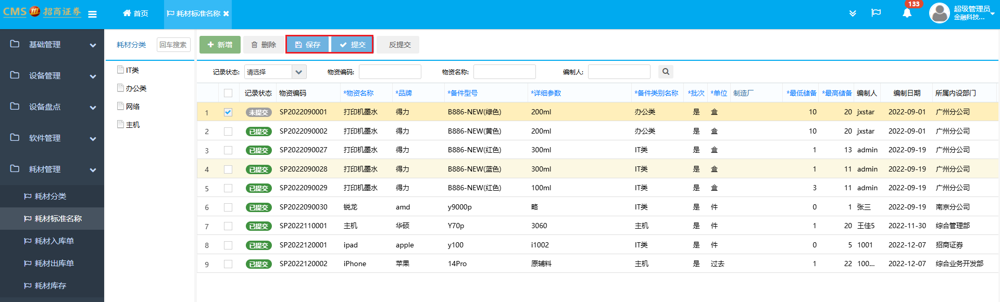 CMS 招商证券
首页
耗材标准名称
133
超级管理员
金融科技...
基础管理
设备管理
设备盘点
软件管理
耗材管理
耗材分类
耗材标准名称
耗材入库单
耗材出库单
耗材库存
耗材分类 回车搜索
IT类
办公类
网络
主机
新增 删除 保存 提交 反提交
记录状态: 请选择 物资编码: 物资名称: 编制人:
记录状态 物资编码 *物资名称 *品牌 *备件型号 *详细参数 *备件类别名称 *批次 *单位 制造厂 *最低储备 *最高储备 编制人 编制日期 所属内设部门
1 未提交 SP2022090001 打印机墨水 得力 B886-NEW(绿色) 200ml 办公类 是 盒 10 20 jxstar 2022-09-01 广州分公司
2 已提交 SP2022090002 打印机墨水 得力 B886-NEW(黄色) 200ml 办公类 是 盒 10 20 jxstar 2022-09-01 广州分公司
3 已提交 SP2022090027 打印机墨水 得力 B886-NEW(红色) 300ml IT类 是 盒 1 13 admin 2022-09-19 广州分公司
4 已提交 SP2022090028 打印机墨水 得力 B886-NEW(蓝色) 300ml IT类 是 盒 1 11 admin 2022-09-19 广州分公司
5 已提交 SP2022090029 打印机墨水 得力 B886-NEW(红色) 100ml IT类 是 盒 3 11 admin 2022-09-19 广州分公司
6 已提交 SP2022090030 锐龙 amd y9000p 略 IT类 是 件 0 1 张三 2022-09-19 南京分公司
7 已提交 SP2022110001 主机 华硕 Y70p 3060 主机 是 件 1 20 王佳5 2022-11-30 综合管理部
8 已提交 SP2022120001 ipad apple y100 i1002 IT类 是 件 0 5 1001 2022-12-07 招商证券
9 已提交 SP2022120002 iPhone 苹果 14Pro 原辅料 主机 是 过去 1 22 100... 2022-12-07 综合业务开发部